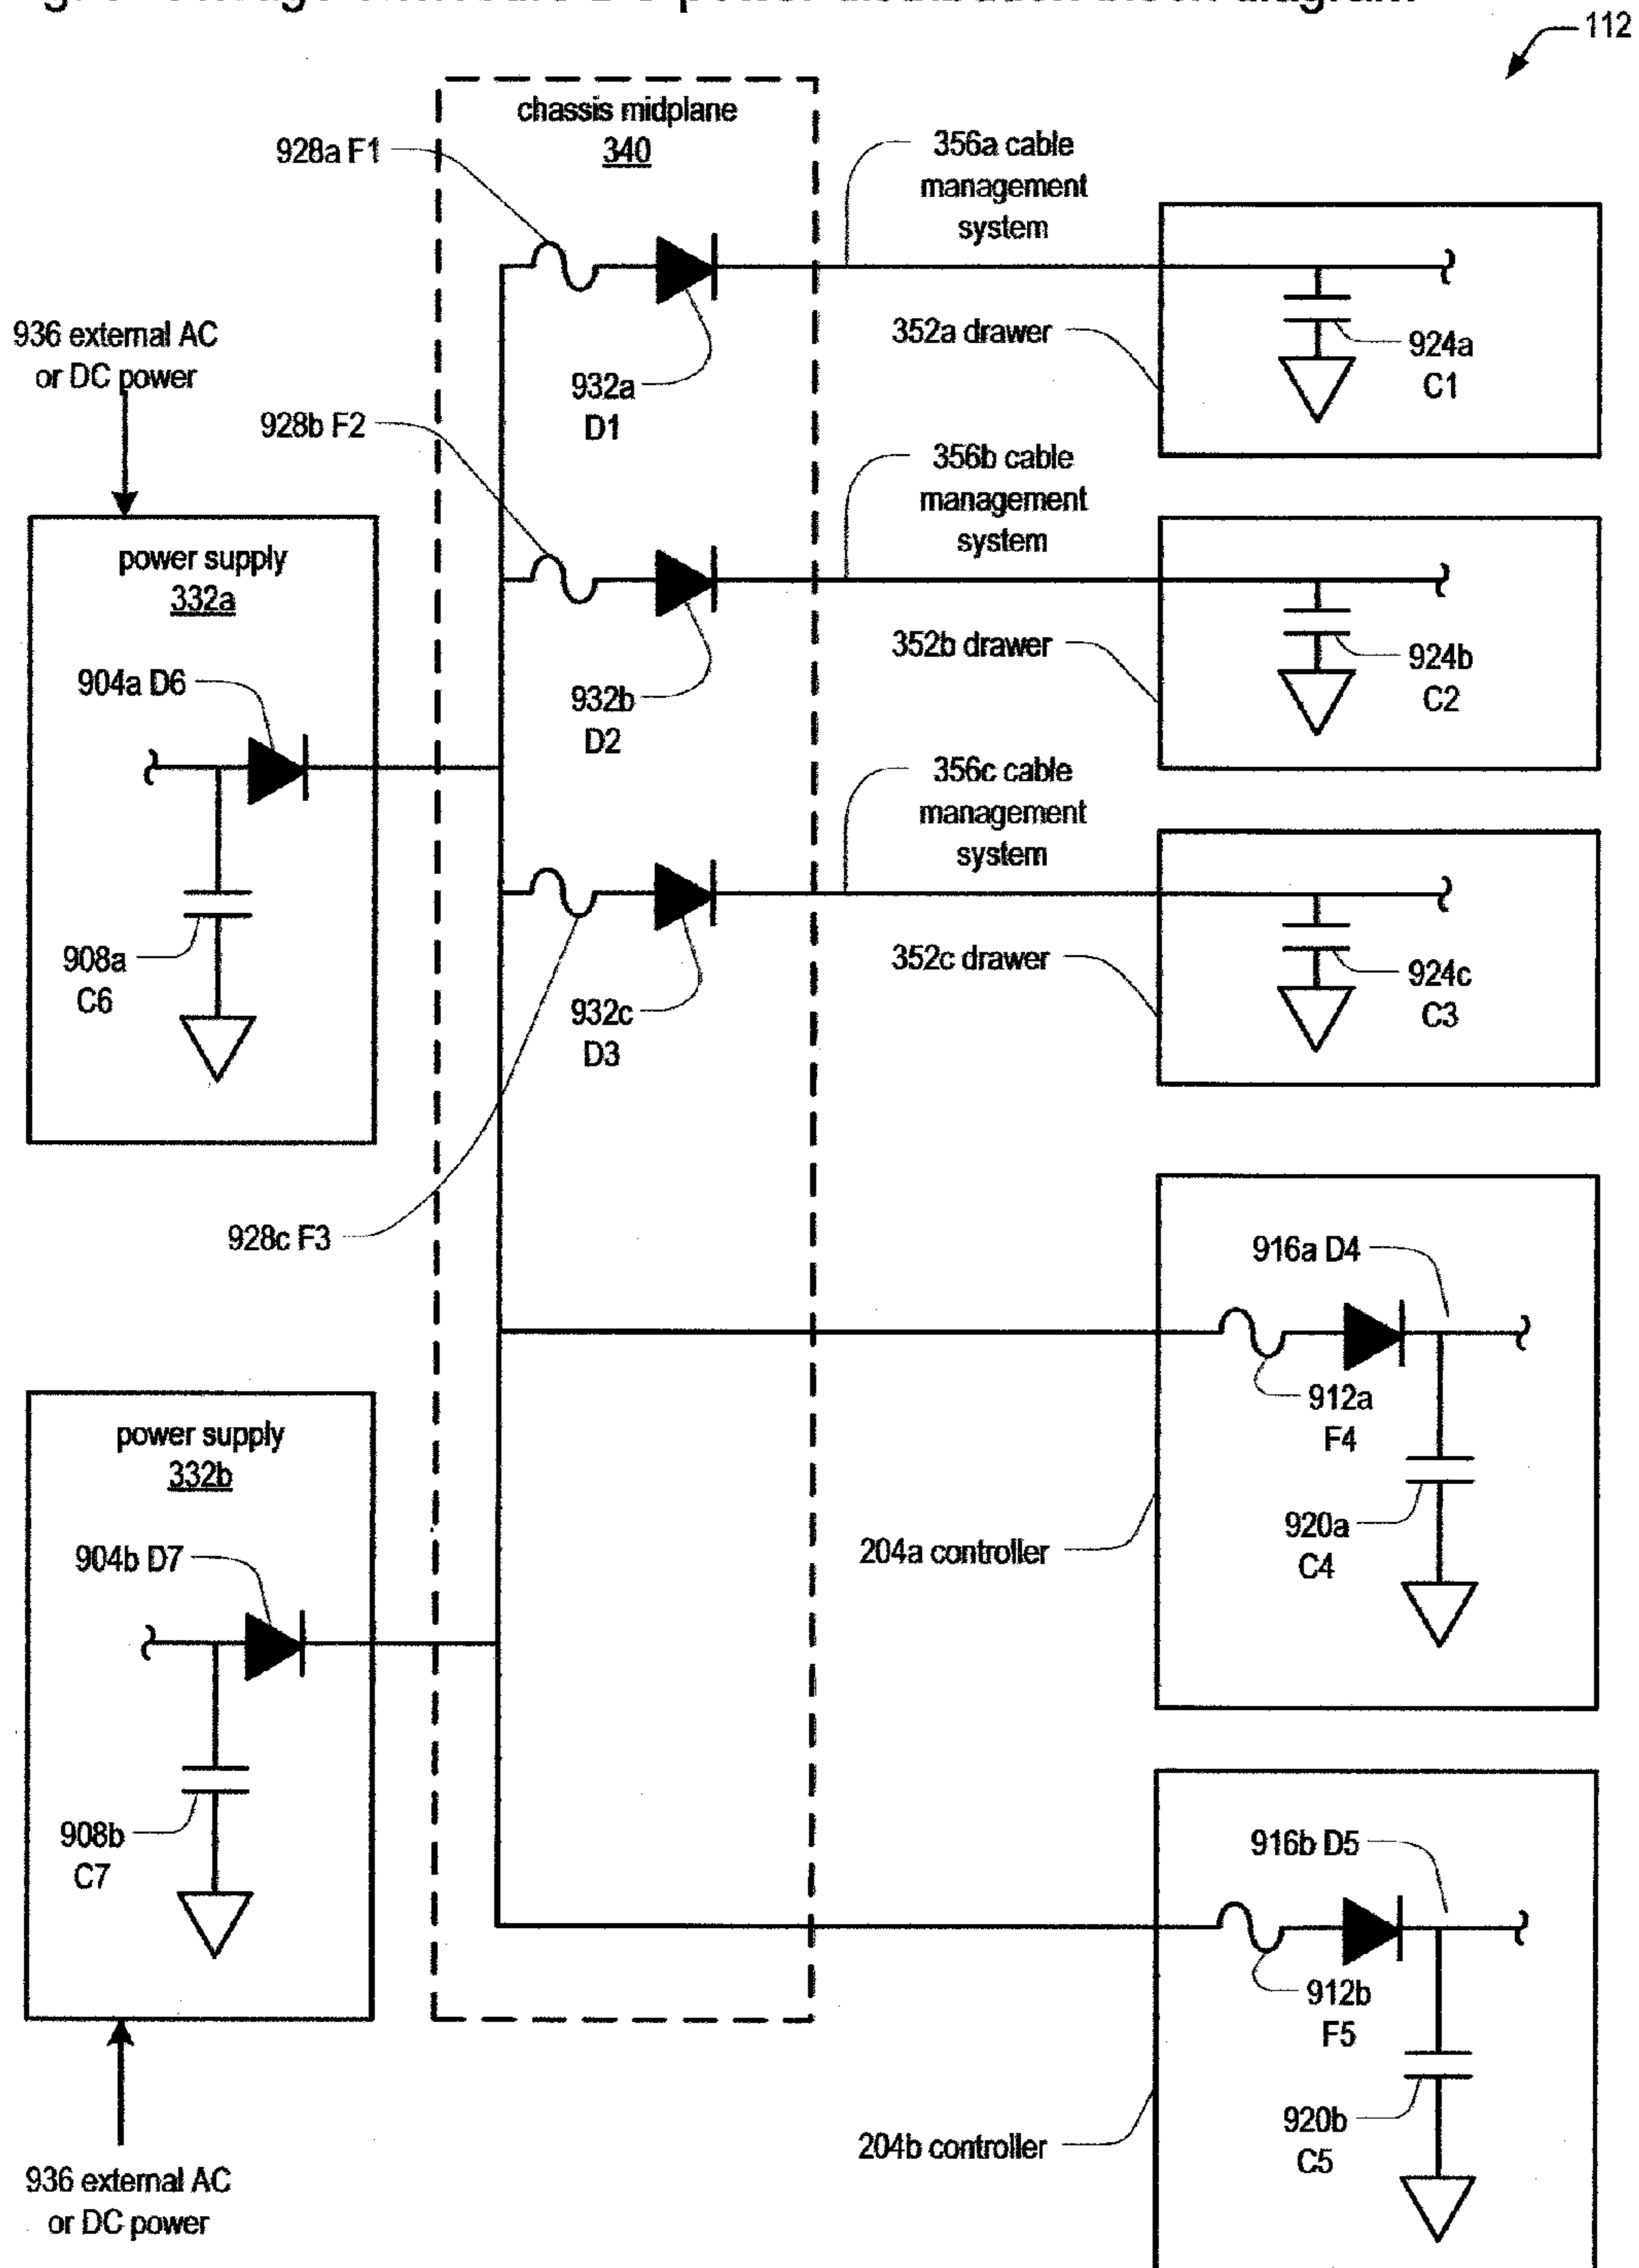 112
chassis midplane
340
928a F1
356a cable
management
system
936 external AC
or DC power
352a drawer
924a
C1
932a
D1
928b F2
356b cable
management
system
power supply
332a
352b drawer
924b
C2
904a D6
932b
D2
356c cable
management
system
908a
C6
352c drawer
924c
C3
932c
D3
928c F3
916a D4
912a
F4
power supply
332b
920a
C4
204a controller
904b D7
908b
C7
916b D5
912b
F5
920b
C5
204b controller
936 external AC
or DC power